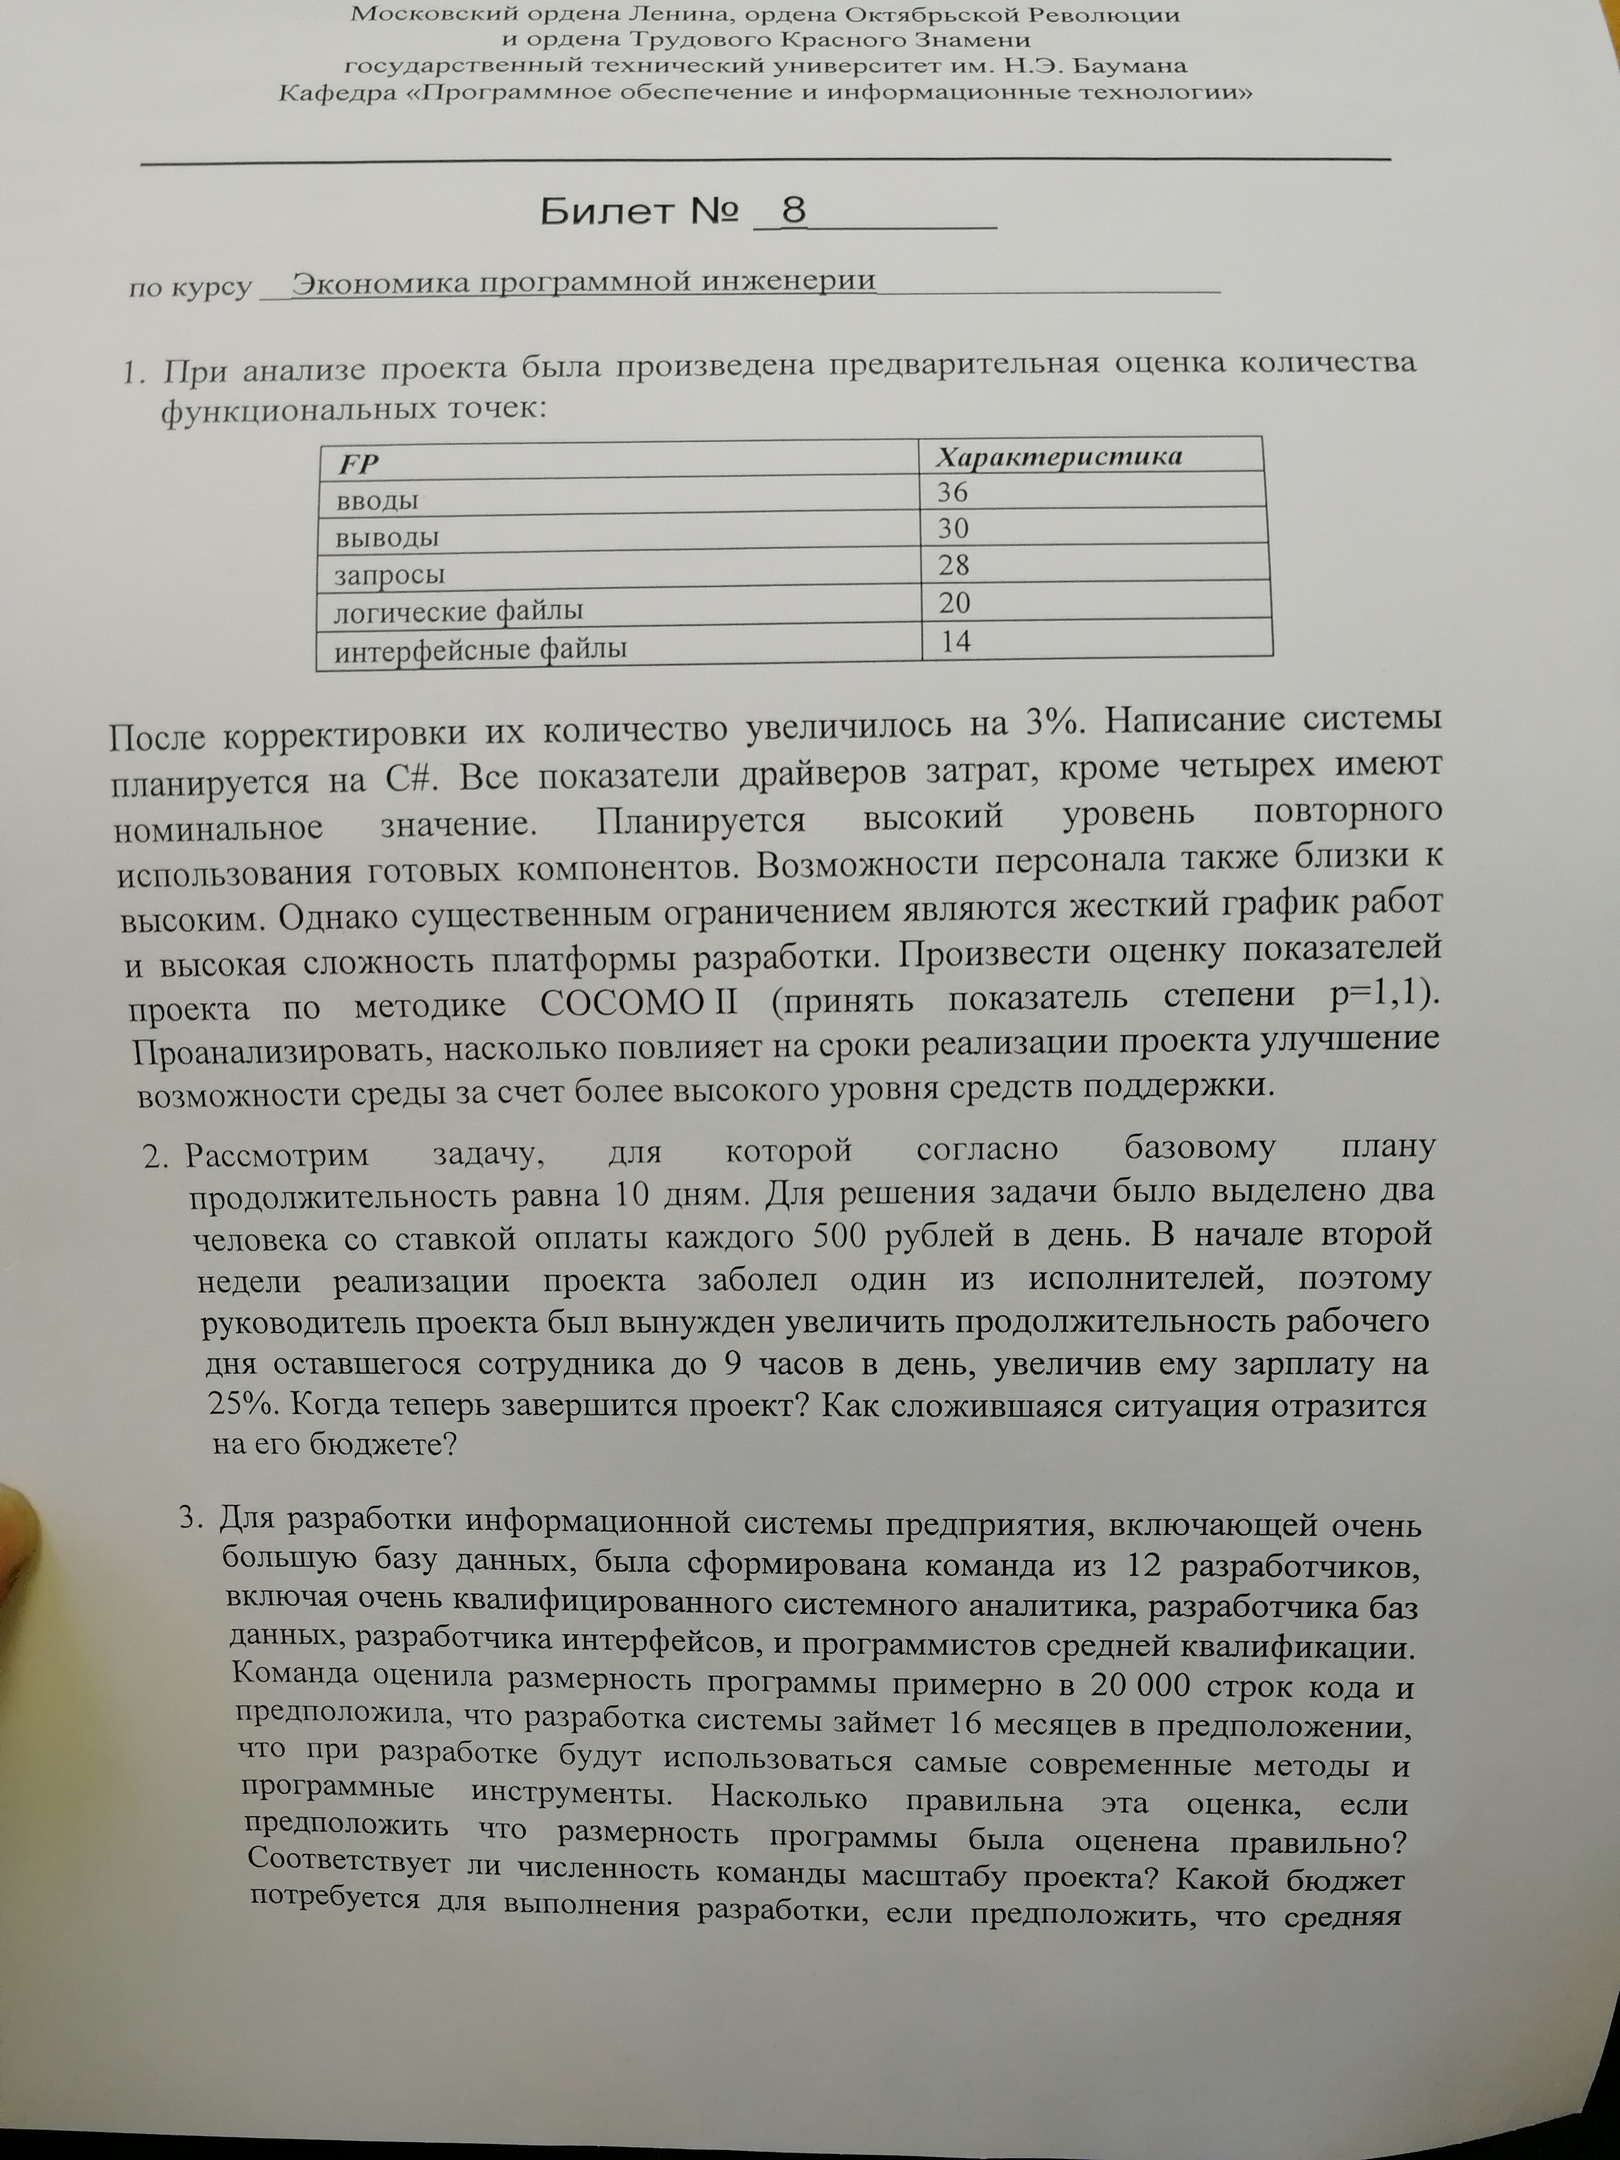 Московский ордена Ленина, ордена Октябрьской Революции
и ордена Трудового Красного Знамени
государственный технический университет им. Н.Э. Баумана
Кафедра «Программное обеспечение и информационные технологии»
Билет № 8
по курсу Экономика программной инженерии
1. При анализе проекта была произведена предварительная оценка количества
функциональных точек:
FP Характеристика
вводы 36
выводы 30
запросы 28
логические файлы 20
интерфейсные файлы 14
После корректировки их количество увеличилось на 3%. Написание системы
планируется на C#. Все показатели драйверов затрат, кроме четырех имеют
номинальное значение. Планируется высокий уровень повторного
использования готовых компонентов. Возможности персонала также близки к
высоким. Однако существенным ограничением являются жесткий график работ
и высокая сложность платформы разработки. Произвести оценку показателей
проекта по методике COCOMO II (принять показатель степени p=1,1).
Проанализировать, насколько повлияет на сроки реализации проекта улучшение
возможности среды за счет более высокого уровня средств поддержки.
2. Рассмотрим задачу, для которой согласно базовому плану
продолжительность равна 10 дням. Для решения задачи было выделено два
человека со ставкой оплаты каждого 500 рублей в день. В начале второй
недели реализации проекта заболел один из исполнителей, поэтому
руководитель проекта был вынужден увеличить продолжительность рабочего
дня оставшегося сотрудника до 9 часов в день, увеличив ему зарплату на
25%. Когда теперь завершится проект? Как сложившаяся ситуация отразится
на его бюджете?
3. Для разработки информационной системы предприятия, включающей очень
большую базу данных, была сформирована команда из 12 разработчиков,
включая очень квалифицированного системного аналитика, разработчика баз
данных, разработчика интерфейсов, и программистов средней квалификации.
Команда оценила размерность программы примерно в 20 000 строк кода и
предположила, что разработка системы займет 16 месяцев в предположении,
что при разработке будут использоваться самые современные методы и
программные инструменты. Насколько правильна эта оценка, если
предположить что размерность программы была оценена правильно?
Соответствует ли численность команды масштабу проекта? Какой бюджет
потребуется для выполнения разработки, если предположить, что средняя